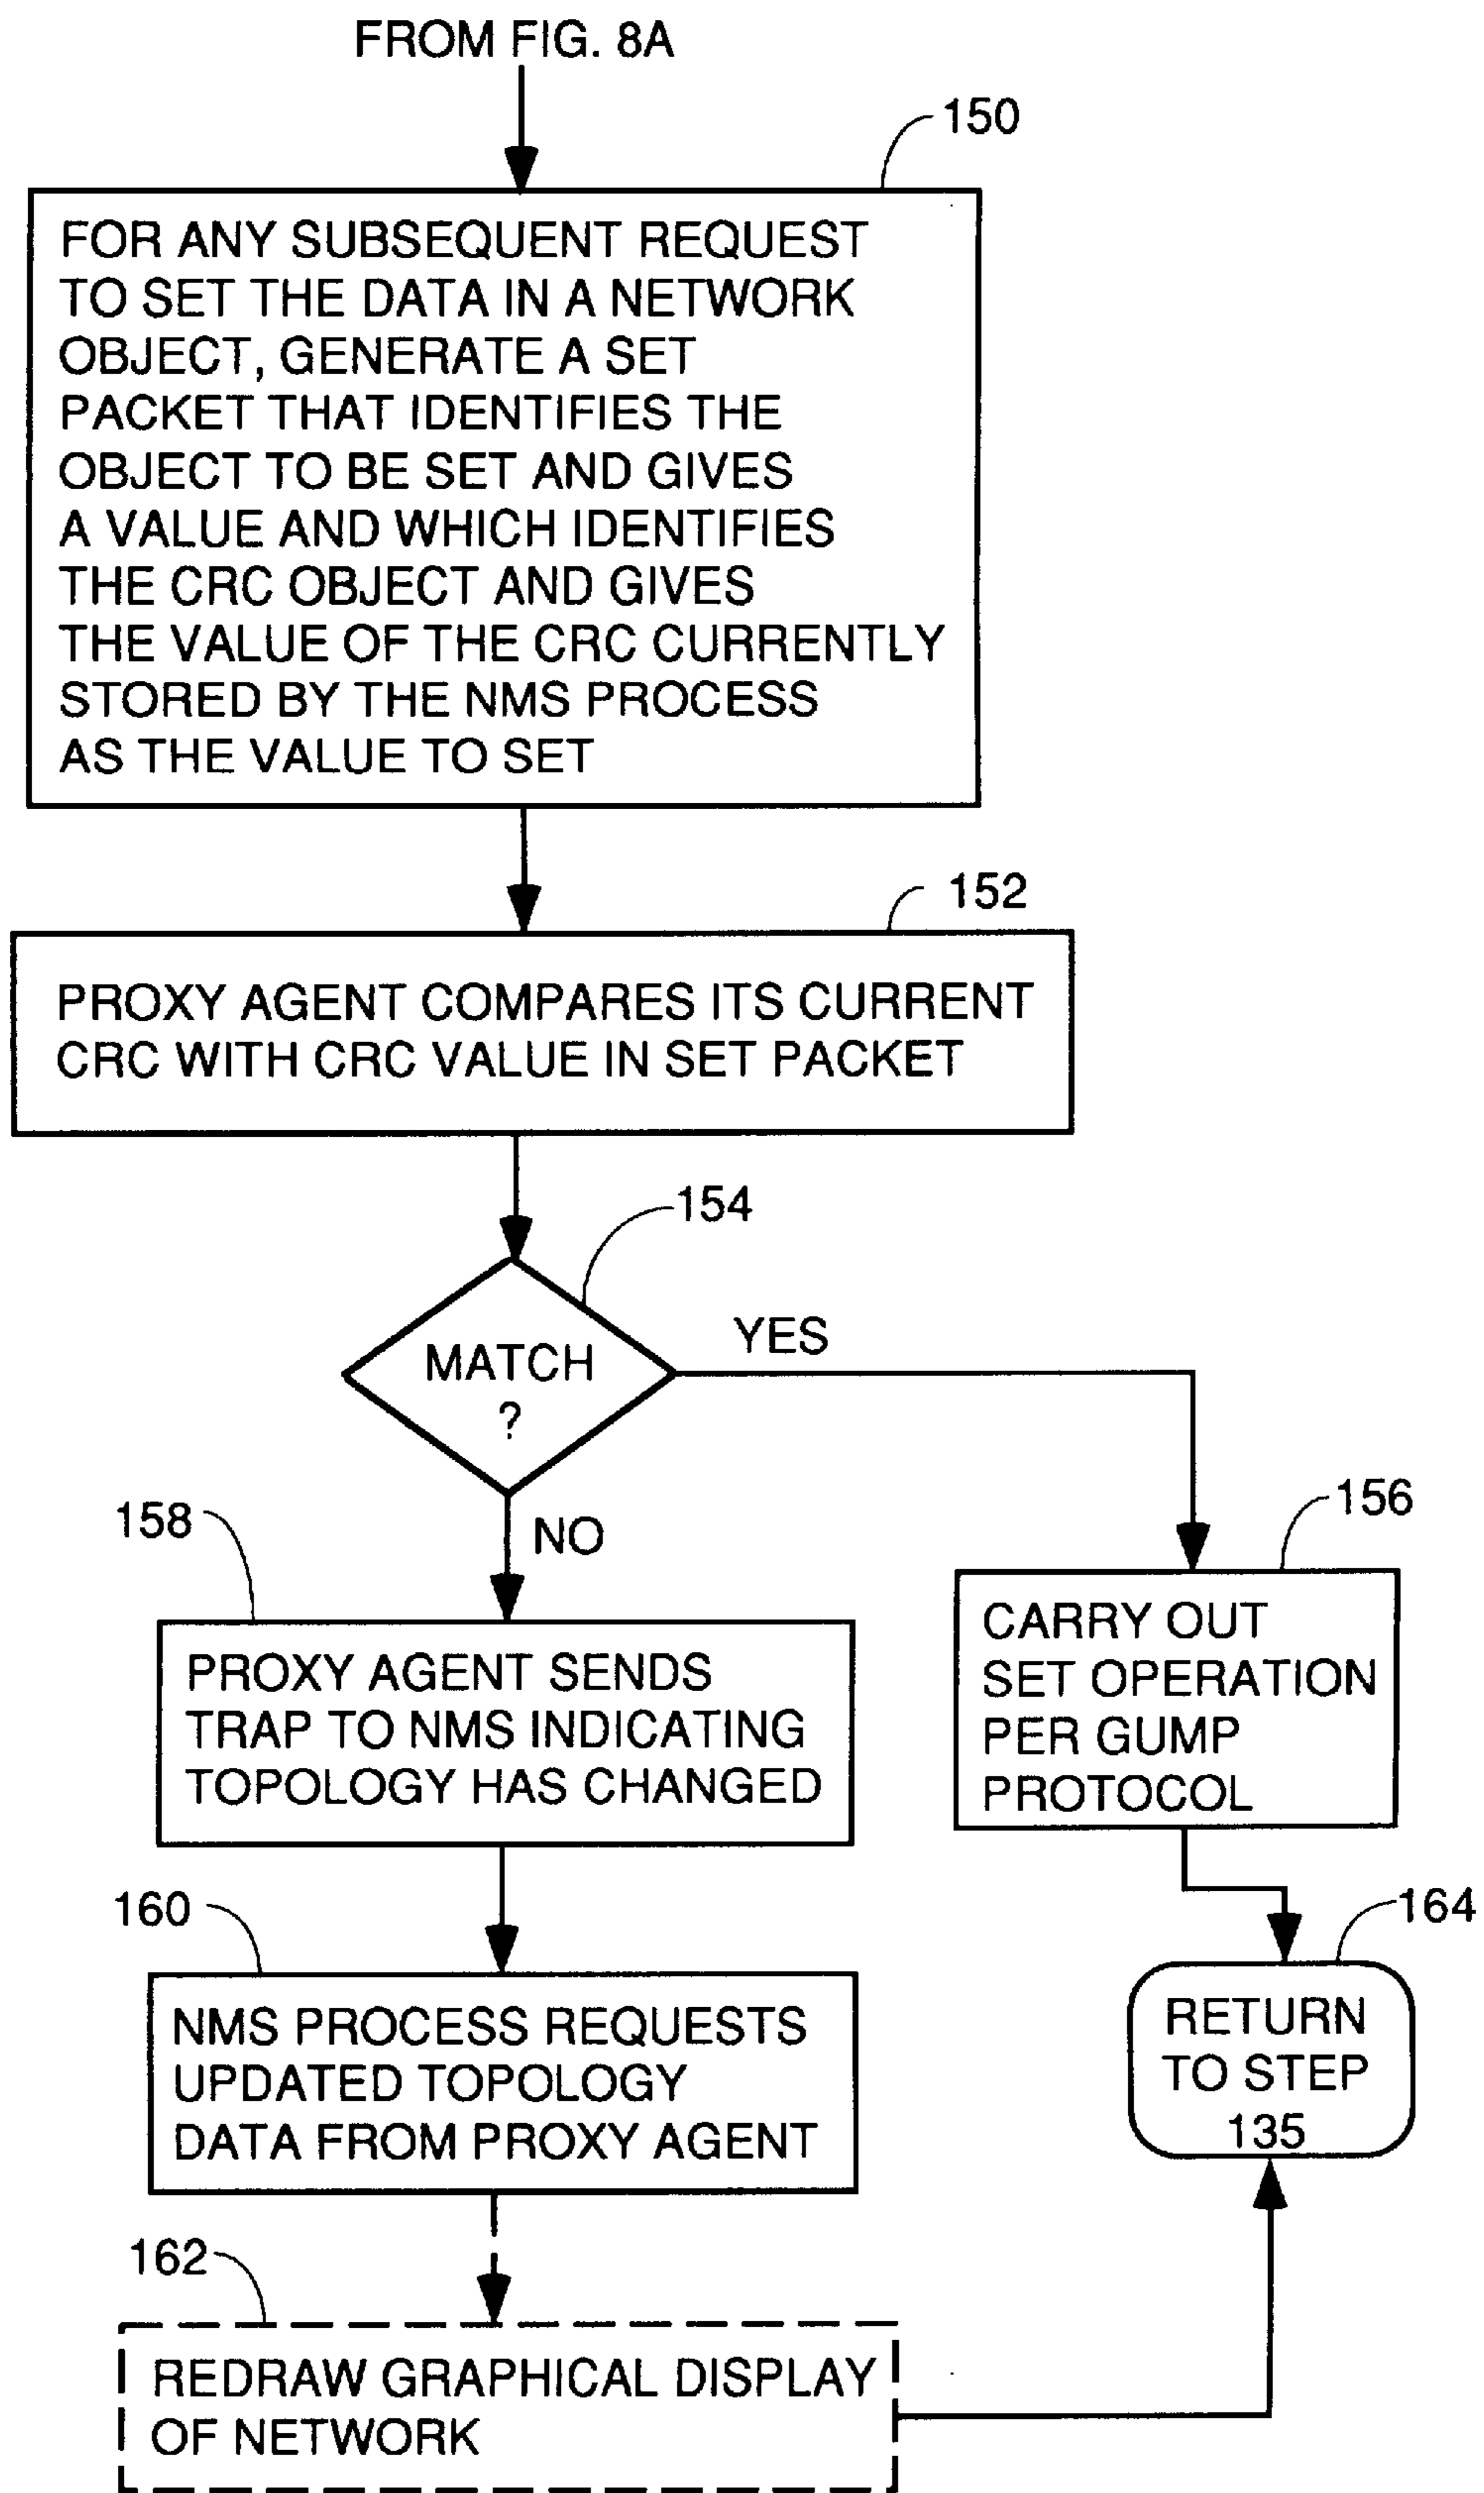 FROM FIG. 8A
150
FOR ANY SUBSEQUENT REQUEST
TO SET THE DATA IN A NETWORK
OBJECT, GENERATE A SET
PACKET THAT IDENTIFIES THE
OBJECT TO BE SET AND GIVES
A VALUE AND WHICH IDENTIFIES
THE CRC OBJECT AND GIVES
THE VALUE OF THE CRC CURRENTLY
STORED BY THE NMS PROCESS
AS THE VALUE TO SET
152
PROXY AGENT COMPARES ITS CURRENT
CRC WITH CRC VALUE IN SET PACKET
154
MATCH
?
YES
NO
158
PROXY AGENT SENDS
TRAP TO NMS INDICATING
TOPOLOGY HAS CHANGED
156
CARRY OUT
SET OPERATION
PER GUMP
PROTOCOL
160
NMS PROCESS REQUESTS
UPDATED TOPOLOGY
DATA FROM PROXY AGENT
164
RETURN
TO STEP
135
162
REDRAW GRAPHICAL DISPLAY
OF NETWORK